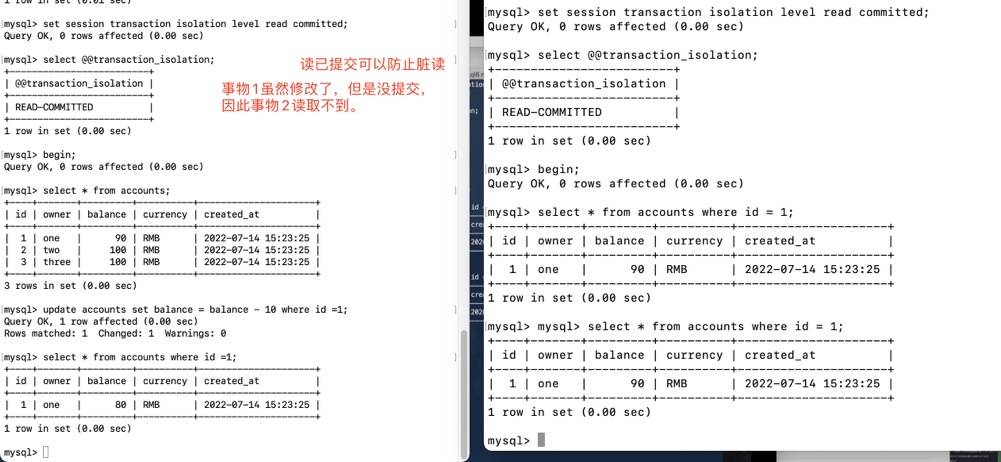 mysql> set session transaction isolation level read committed;
Query OK, 0 rows affected (0.00 sec)
mysql> select @@transaction_isolation;
+-------------------------+
| @@transaction_isolation |
+-------------------------+
| READ-COMMITTED |
+-------------------------+
1 row in set (0.00 sec)
mysql> begin;
Query OK, 0 rows affected (0.00 sec)
mysql> select * from accounts;
+----+-------+---------+----------+---------------------+
| id | owner | balance | currency | created_at |
+----+-------+---------+----------+---------------------+
| 1 | one | 90 | RMB | 2022-07-14 15:23:25 |
| 2 | two | 100 | RMB | 2022-07-14 15:23:25 |
| 3 | three | 100 | RMB | 2022-07-14 15:23:25 |
+----+-------+---------+----------+---------------------+
3 rows in set (0.00 sec)
mysql> update accounts set balance = balance - 10 where id =1;
Query OK, 1 row affected (0.00 sec)
Rows matched: 1 Changed: 1 Warnings: 0
mysql> select * from accounts where id =1;
+----+-------+---------+----------+---------------------+
| id | owner | balance | currency | created_at |
+----+-------+---------+----------+---------------------+
| 1 | one | 80 | RMB | 2022-07-14 15:23:25 |
+----+-------+---------+----------+---------------------+
1 row in set (0.00 sec)
mysql>
读已提交可以防止脏读
事物1虽然修改了，但是没提交，
因此事物2读取不到。
mysql> set session transaction isolation level read committed;
Query OK, 0 rows affected (0.00 sec)
mysql> select @@transaction_isolation;
+-------------------------+
| @@transaction_isolation |
+-------------------------+
| READ-COMMITTED |
+-------------------------+
1 row in set (0.00 sec)
mysql> begin;
Query OK, 0 rows affected (0.00 sec)
mysql> select * from accounts where id = 1;
+----+-------+---------+----------+---------------------+
| id | owner | balance | currency | created_at |
+----+-------+---------+----------+---------------------+
| 1 | one | 90 | RMB | 2022-07-14 15:23:25 |
+----+-------+---------+----------+---------------------+
1 row in set (0.00 sec)
mysql> mysql> select * from accounts where id = 1;
+----+-------+---------+----------+---------------------+
| id | owner | balance | currency | created_at |
+----+-------+---------+----------+---------------------+
| 1 | one | 90 | RMB | 2022-07-14 15:23:25 |
+----+-------+---------+----------+---------------------+
1 row in set (0.00 sec)
mysql>